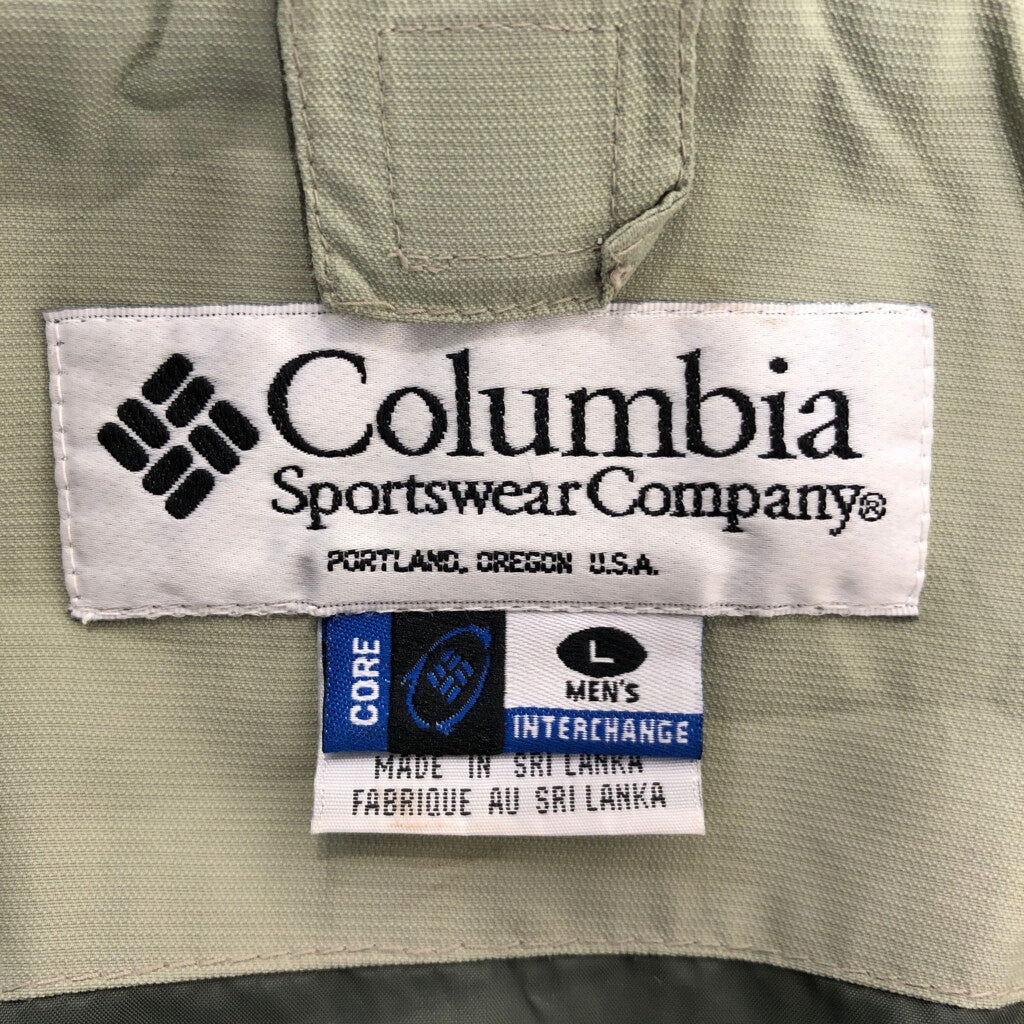 Columbia
Sportswear Company®
PORTLAND, OREGON U.S.A.
CORE
L
MEN'S
INTERCHANGE
MADE IN SRI LANKA
FABRIQUE AU SRI LANKA